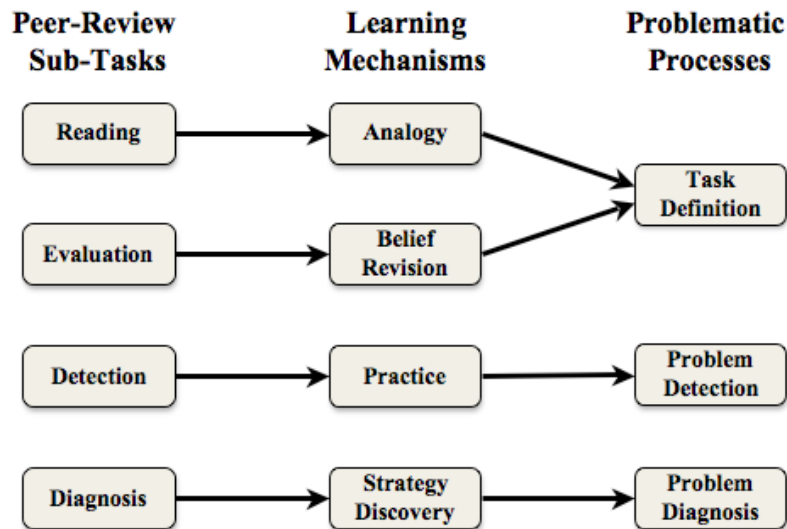 Peer-Review Learning Problematic
Sub-Tasks Mechanisms Processes
Reading
Analogy
Task
Definition
Evaluation
Belief
Revision
Detection
Practice
Problem
Detection
Diagnosis
Strategy
Discovery
Problem
Diagnosis